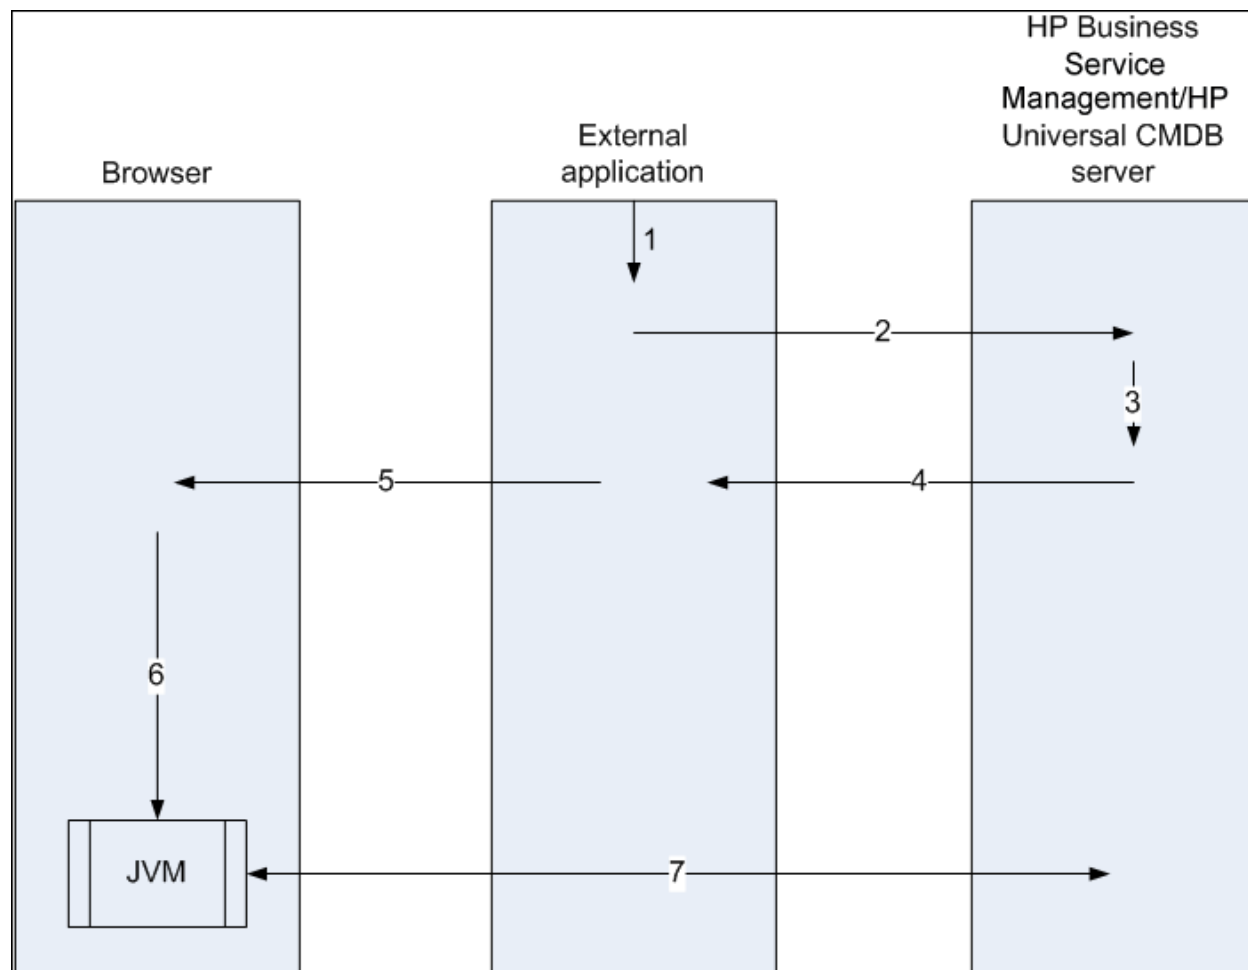 HP Business
Service
Management/HP
Universal CMDB
server
External
application
Browser
1
2
3
4
5
6
7
JVM